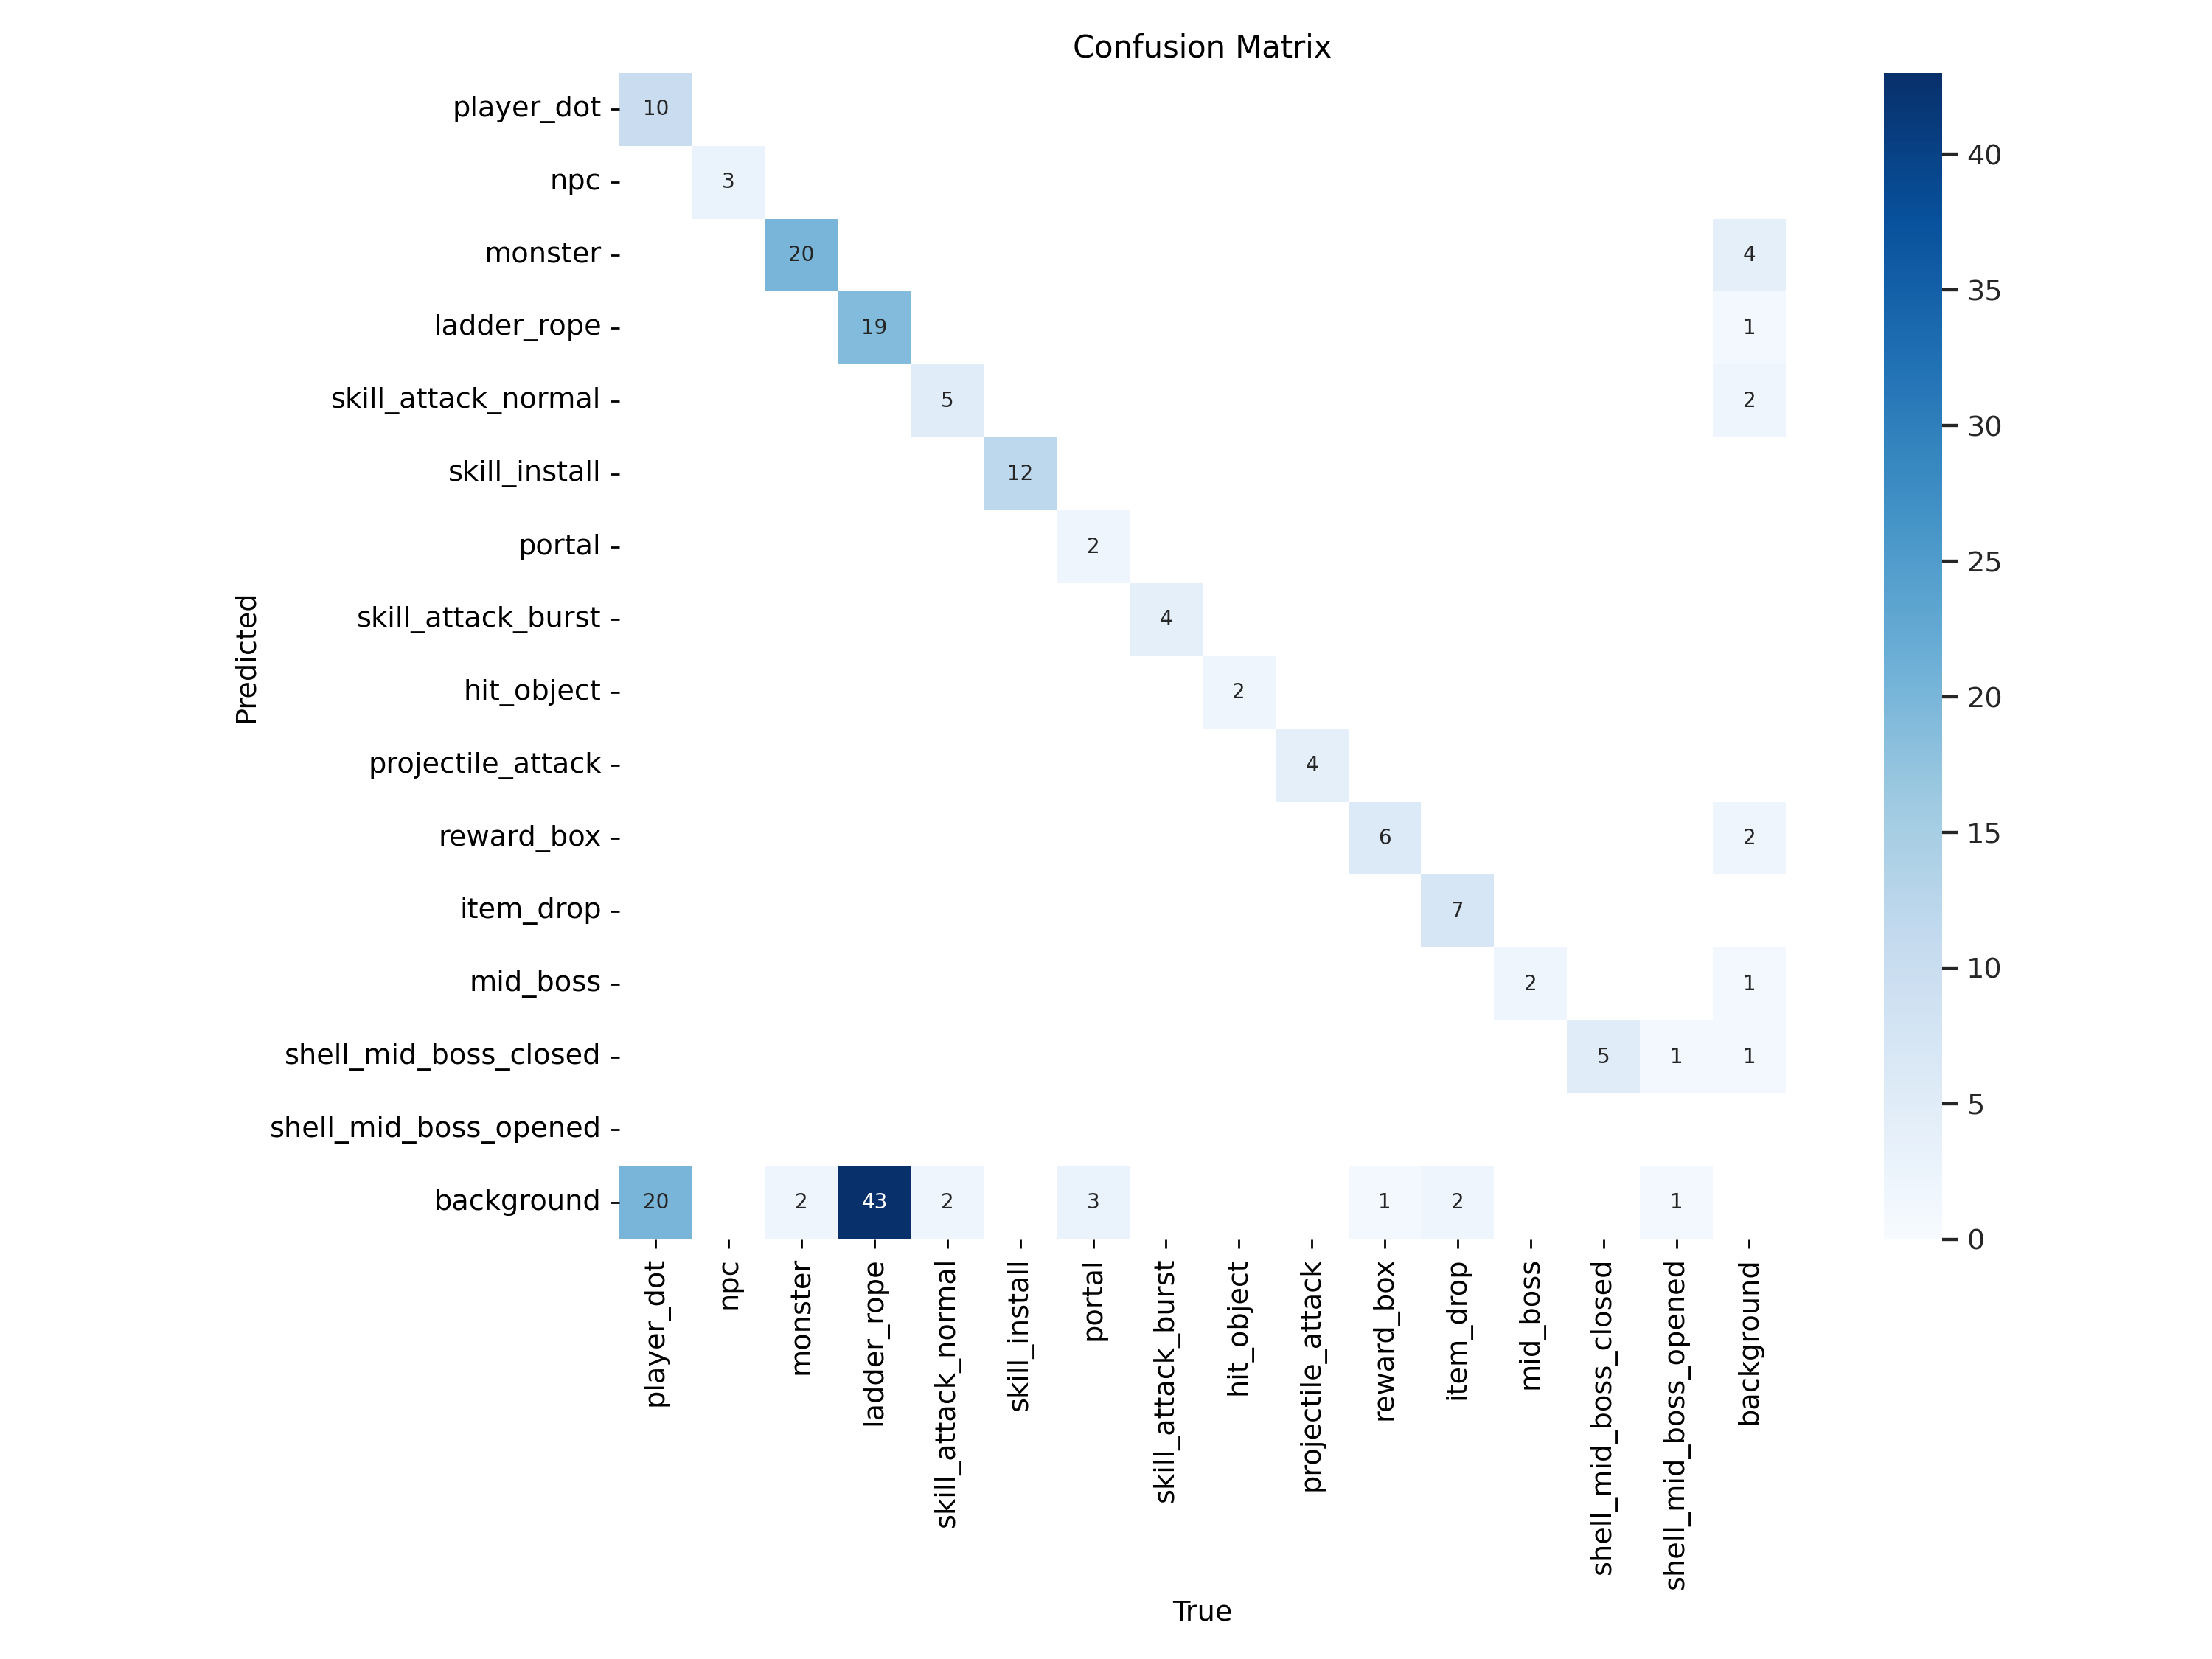 Confusion Matrix
player_dot
10
npc
3
monster
20 4
ladder_rope
19 1
skill_attack_normal
5 2
skill_install
12
portal
2
skill_attack_burst
4
hit_object
2
projectile_attack
4
reward_box
6 2
item_drop
7
mid_boss
2 1
shell_mid_boss_closed
5 1 1
shell_mid_boss_opened
background
20 2 43 2 3 1 2 1
Predicted
player_dot
npc
monster
ladder_rope
skill_attack_normal
skill_install
portal
skill_attack_burst
hit_object
projectile_attack
reward_box
item_drop
mid_boss
shell_mid_boss_closed
shell_mid_boss_opened
background
True
40
35
30
25
20
15
10
5
0